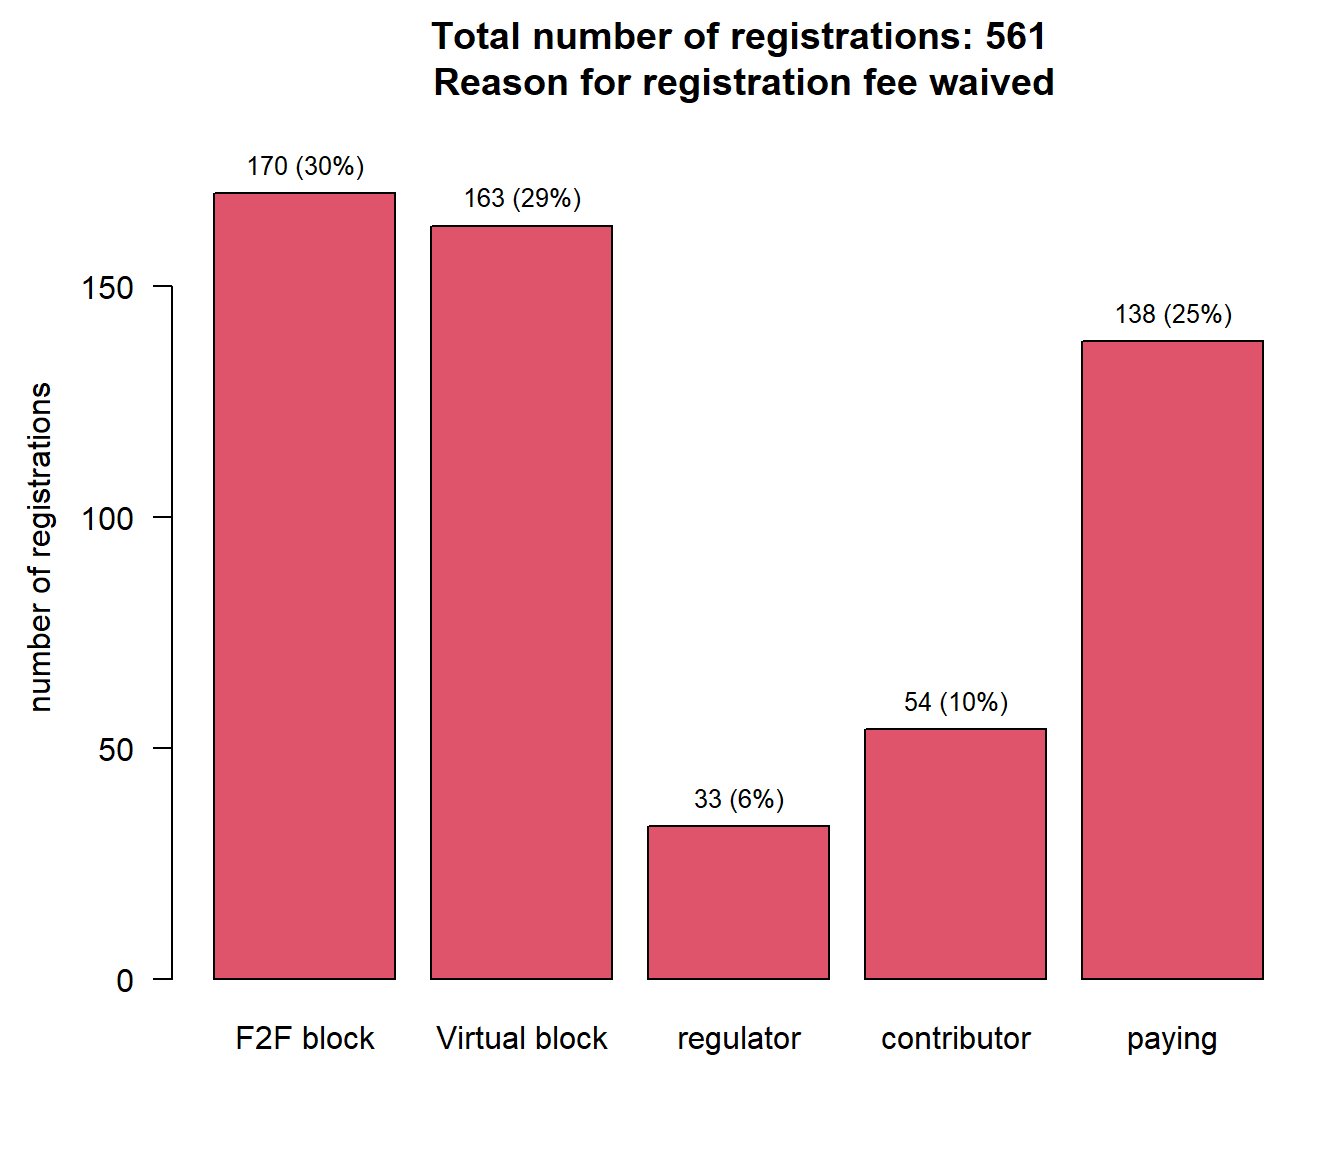 Total number of registrations: 561
Reason for registration fee waived
170 (30%)
163 (29%)
138 (25%)
54 (10%)
33 (6%)
150
100
50
0
number of registrations
F2F block
Virtual block
regulator
contributor
paying